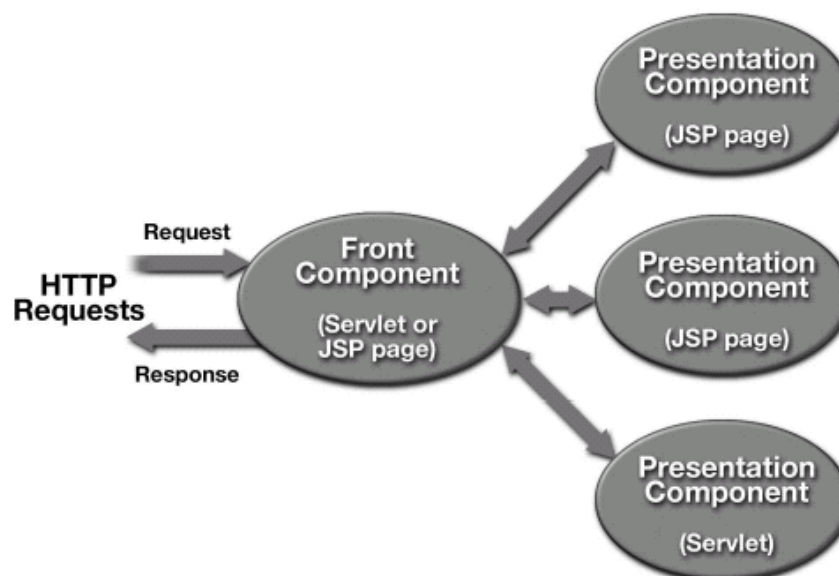 Request
HTTP
Requests
Response
Front
Component
(Servlet or
JSP page)
Presentation
Component
(JSP page)
Presentation
Component
(JSP page)
Presentation
Component
(Servlet)